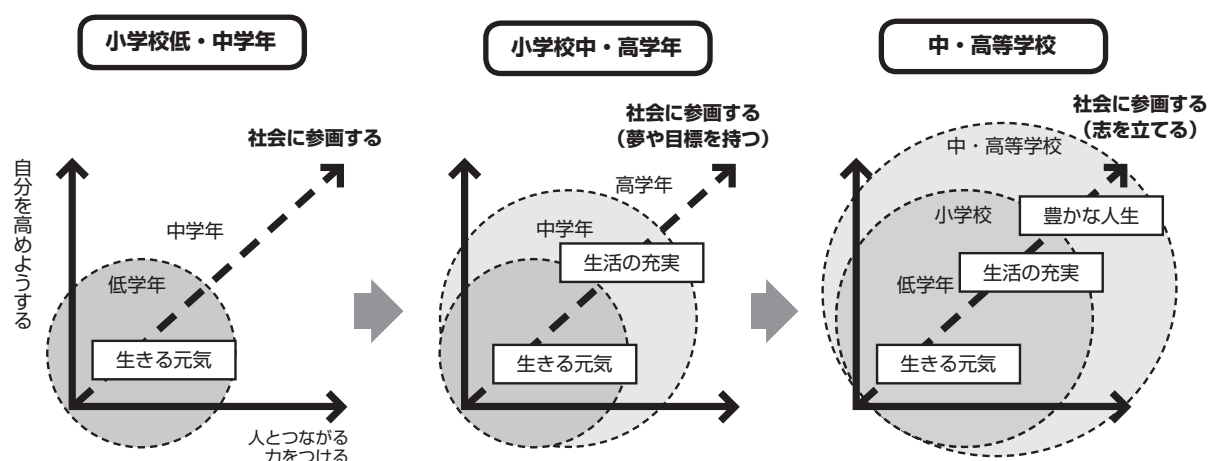 小学校低・中学年
社会に参画する
自分を高めようする
中学年
低学年
生きる元気
人とつながる
力をつける
小学校中・高学年
社会に参画する
（夢や目標を持つ）
高学年
中学年
生活の充実
生きる元気
中・高等学校
社会に参画する
（志を立てる）
中・高等学校
小学校
豊かな人生
低学年
生活の充実
生きる元気